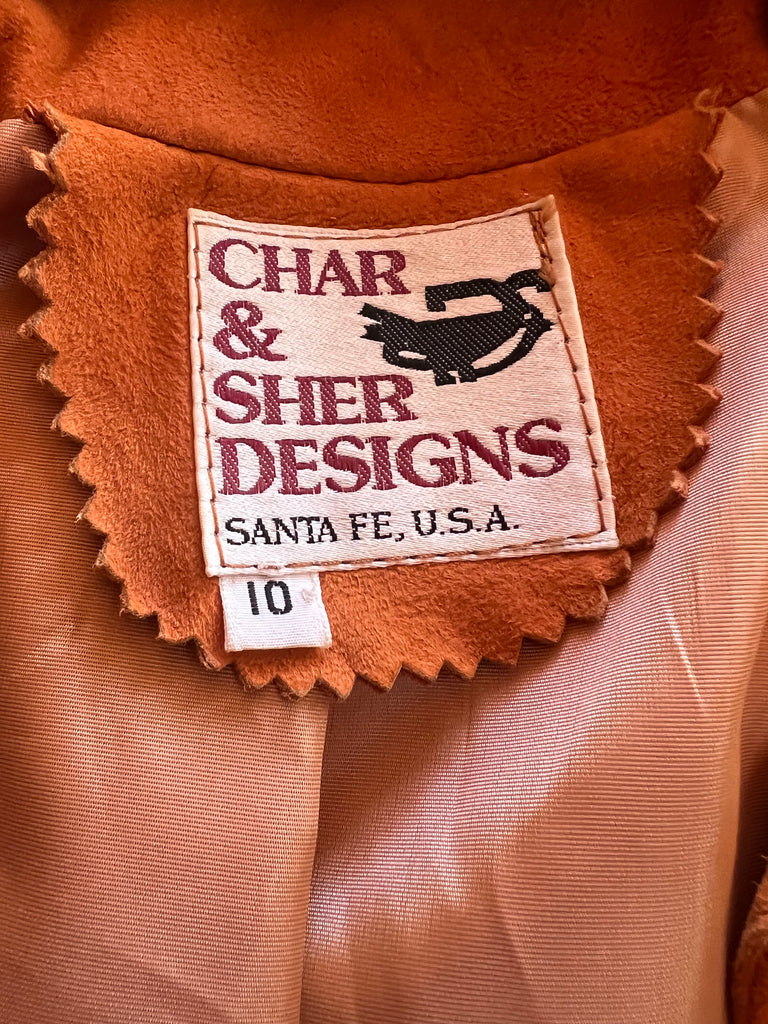 CHAR
&
SHER
DESIGNS
SANTA FE, U.S.A.
10